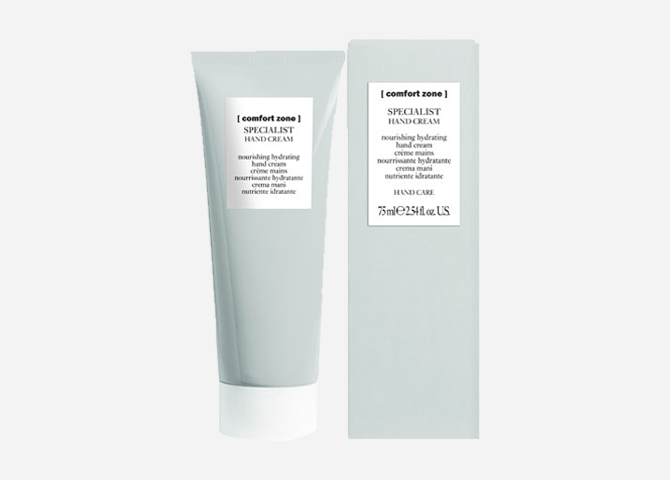 [ comfort zone ]
SPECIALIST
HAND CREAM
nourishing hydrating
hand cream
crème mains
nourrissante hydratante
crema mani
nutriente idratante
[ comfort zone ]
SPECIALIST
HAND CREAM
nourishing hydrating
hand cream
crème mains
nourrissante hydratante
crema mani
nutriente idratante
HAND CARE
75 ml ℮ 2.54 fl. oz. U.S.